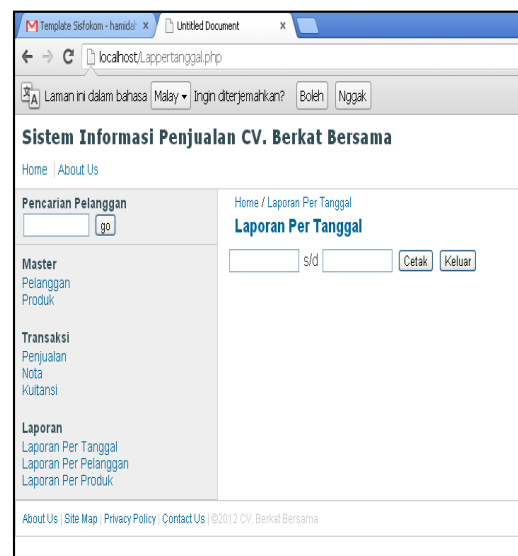 Template Sisfokom - hamidah x
Untitled Document x
localhost/Lappertanggal.php
Laman ini dalam bahasa Malay Ingin diterjemahkan? Boleh Nggak
Sistem Informasi Penjualan CV. Berkat Bersama
Home | About Us
Pencarian Pelanggan
go
Master
Pelanggan
Produk
Transaksi
Penjualan
Nota
Kuitansi
Laporan
Laporan Per Tanggal
Laporan Per Pelanggan
Laporan Per Produk
Home / Laporan Per Tanggal
Laporan Per Tanggal
s/d Cetak Keluar
About Us | Site Map | Privacy Policy | Contact Us | ©2012 CV. Berkat Bersama